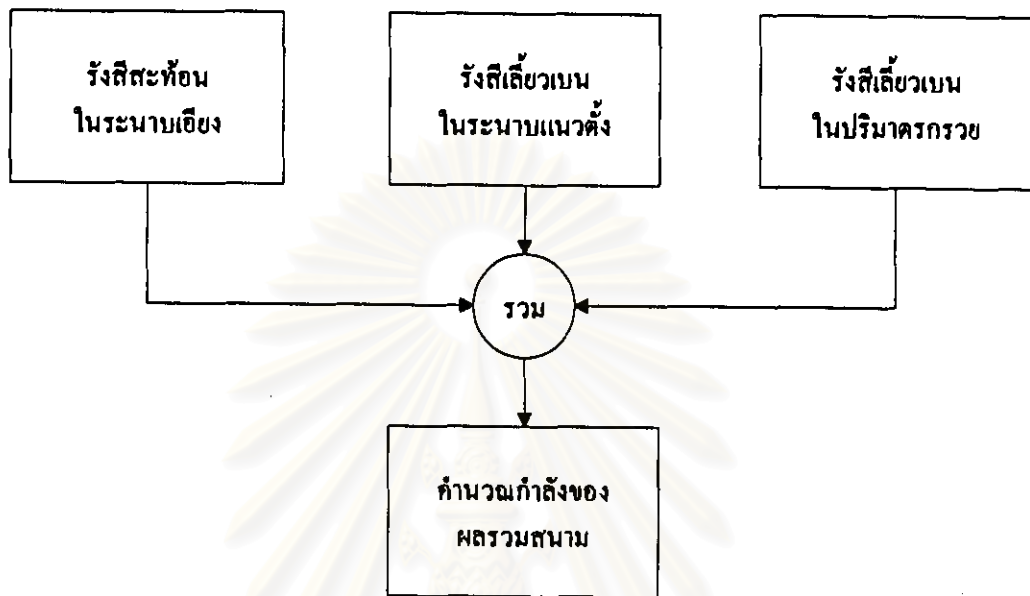 รังสีสะท้อน
ในระนาบเอียง
รังสีเลี้ยวเบน
ในระนาบแนวตั้ง
รังสีเลี้ยวเบน
ในปริมาตรกรวย
รวม
คำนวณกำลังของ
ผลรวมสนาม